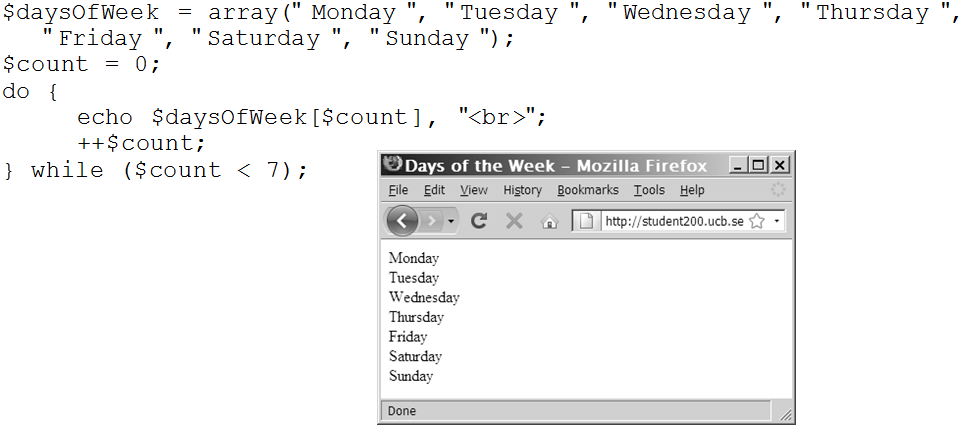 $daysOfWeek = array(" Monday ", "Tuesday ", "Wednesday ", "Thursday ",
"Friday ", "Saturday ", "Sunday ");
$count = 0;
do {
echo $daysOfWeek[$count], "<br>";
++$count;
} while ($count < 7);
Days of the Week – Mozilla Firefox
File Edit View History Bookmarks Tools Help
http://student200.ucb.se
Monday
Tuesday
Wednesday
Thursday
Friday
Saturday
Sunday
Done